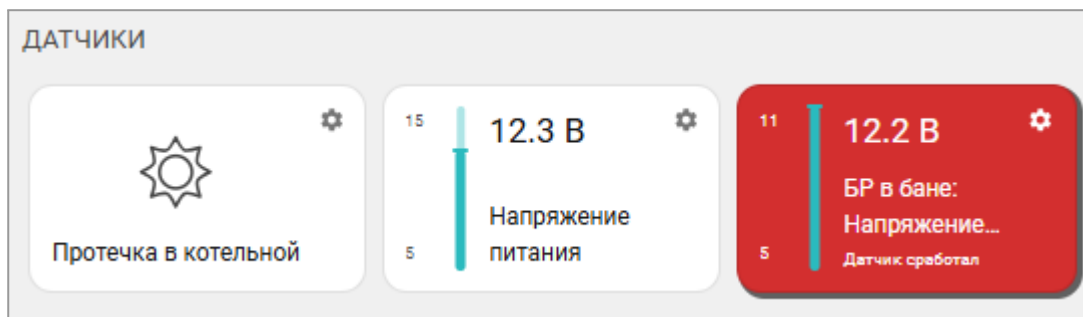 ДАТЧИКИ
Протечка в котельной
15
12.3 В
Напряжение
питания
5
11
12.2 В
БР в бане:
Напряжение...
5
Датчик сработал